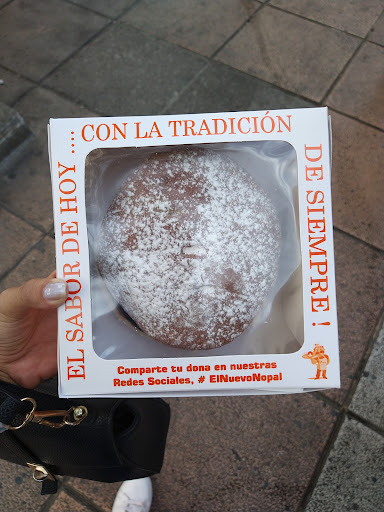 EL SABOR DE HOY ....
CON LA TRADICIÓN
DE SIEMPRE !
Comparte tu dona en nuestras
Redes Sociales, # ElNuevoNopal